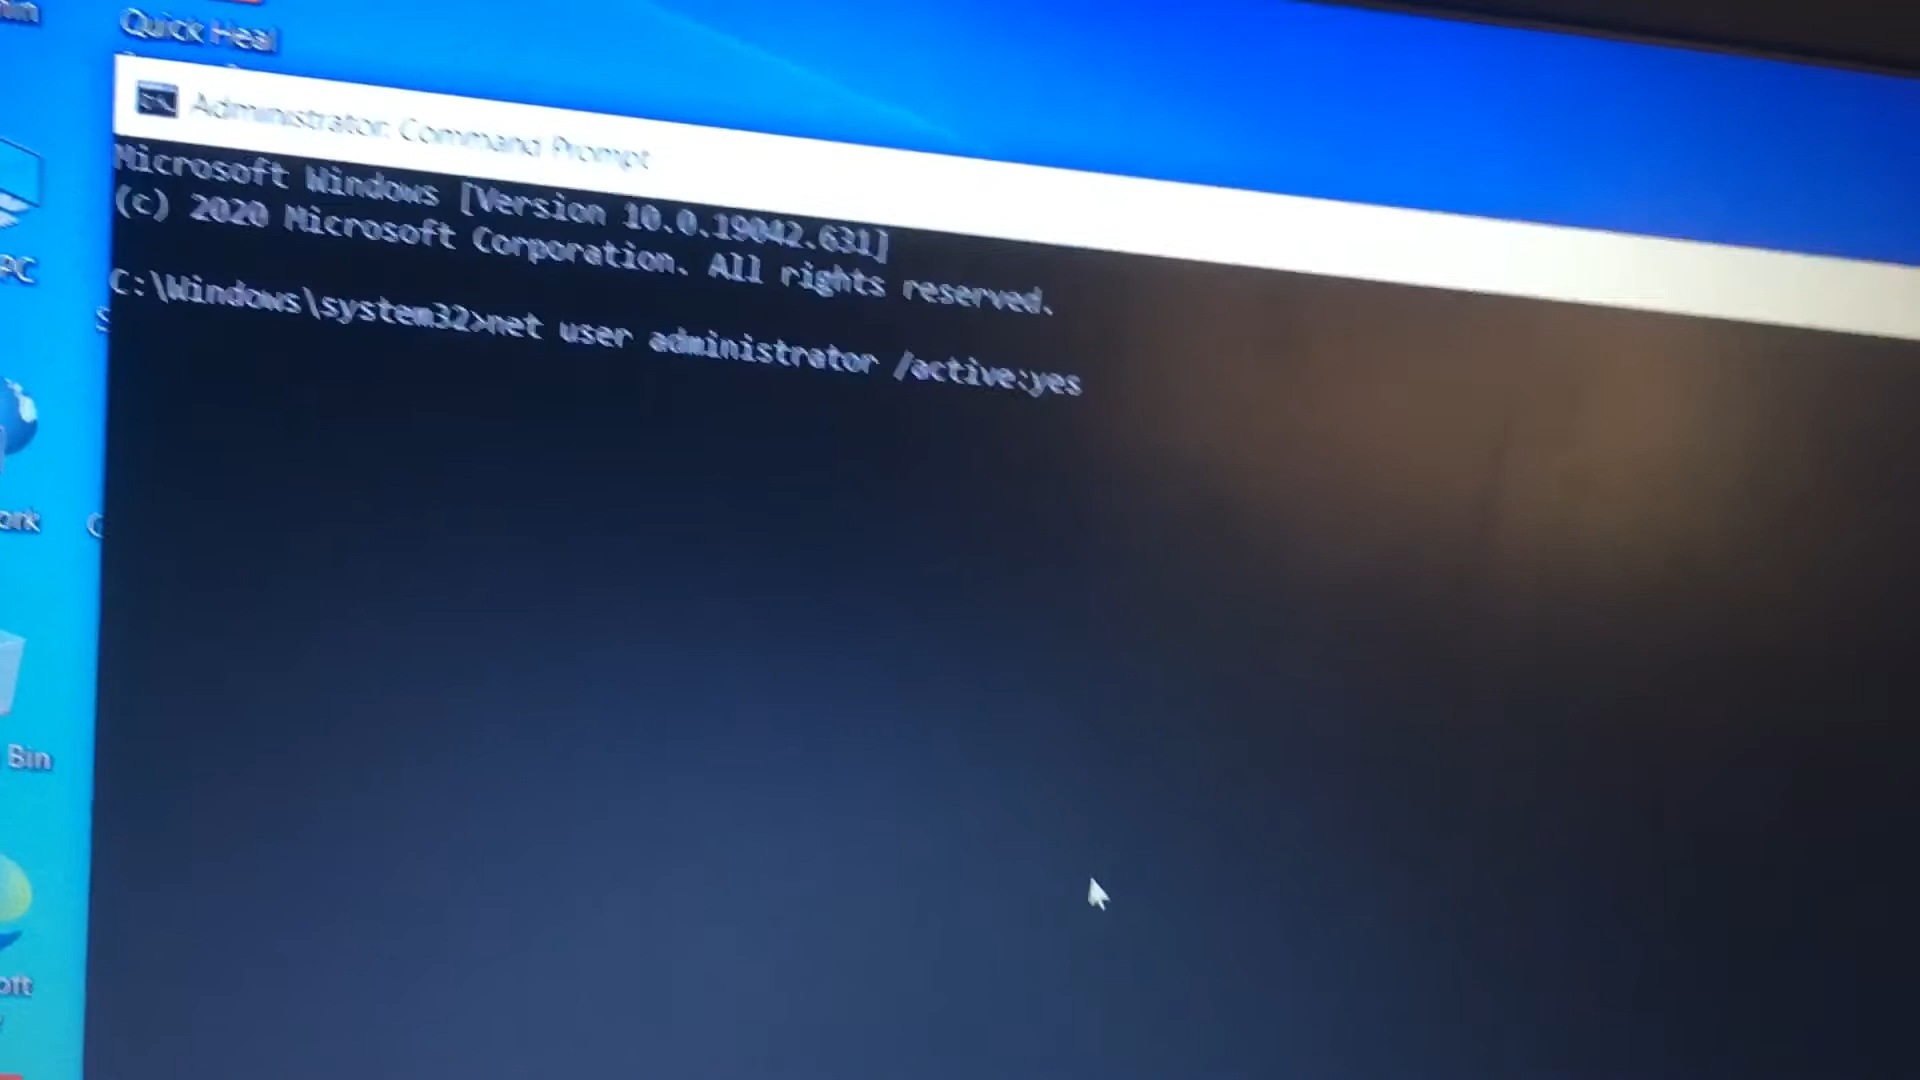 Quick Heal
Administrator: Command Prompt
Microsoft Windows [Version 10.0.19042.631]
(c) 2020 Microsoft Corporation. All rights reserved.
C:\Windows\system32>net user administrator /active:yes
PC
Bin